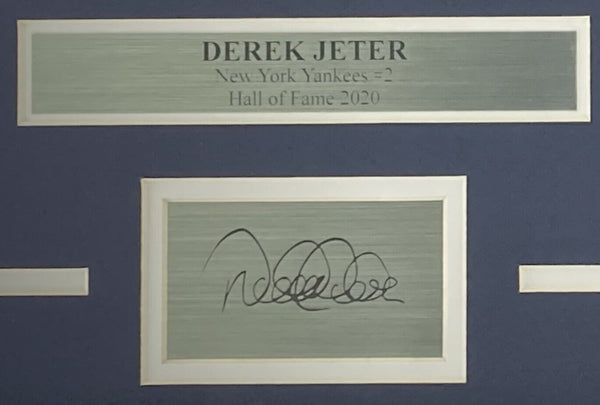 DEREK JETER
New York Yankees #2
Hall of Fame 2020